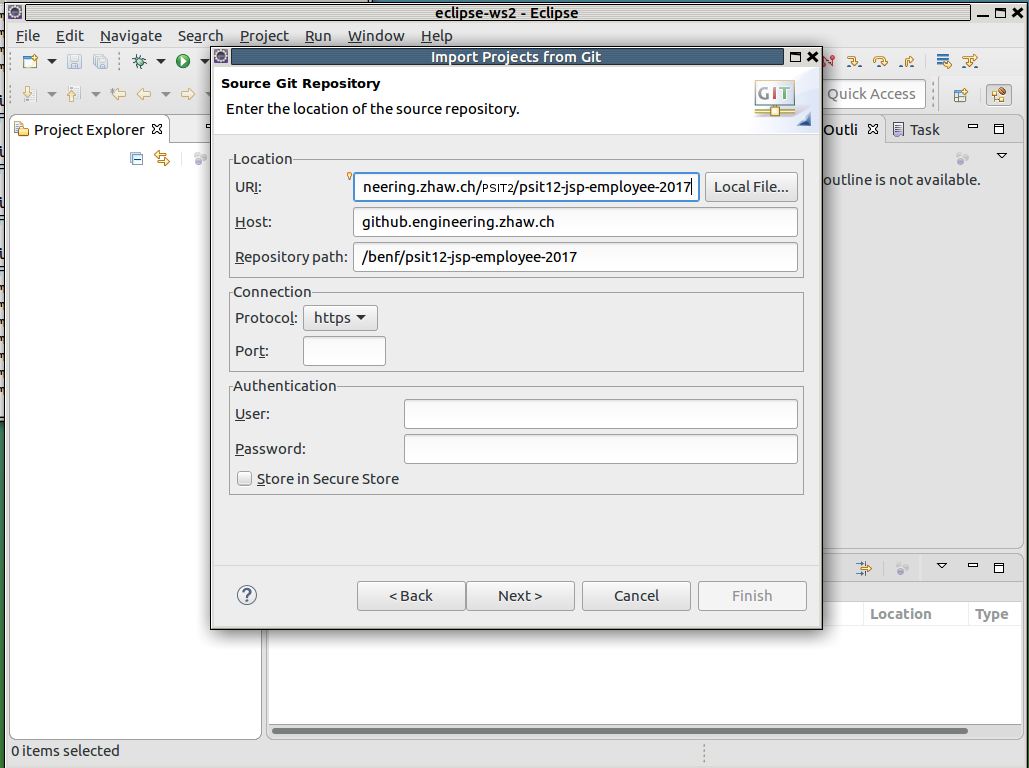 eclipse-ws2 - Eclipse
File Edit Navigate Search Project Run Window Help
Import Projects from Git
Source Git Repository
Enter the location of the source repository.
GIT
Quick Access
Project Explorer
Outli
Task
outline is not available.
Location
URI: neering.zhaw.ch/PSIT2/psit12-jsp-employee-2017 Local File...
Host: github.engineering.zhaw.ch
Repository path: /benf/psit12-jsp-employee-2017
Connection
Protocol: https
Port:
Authentication
User:
Password:
Store in Secure Store
< Back Next > Cancel Finish
Location Type
0 items selected